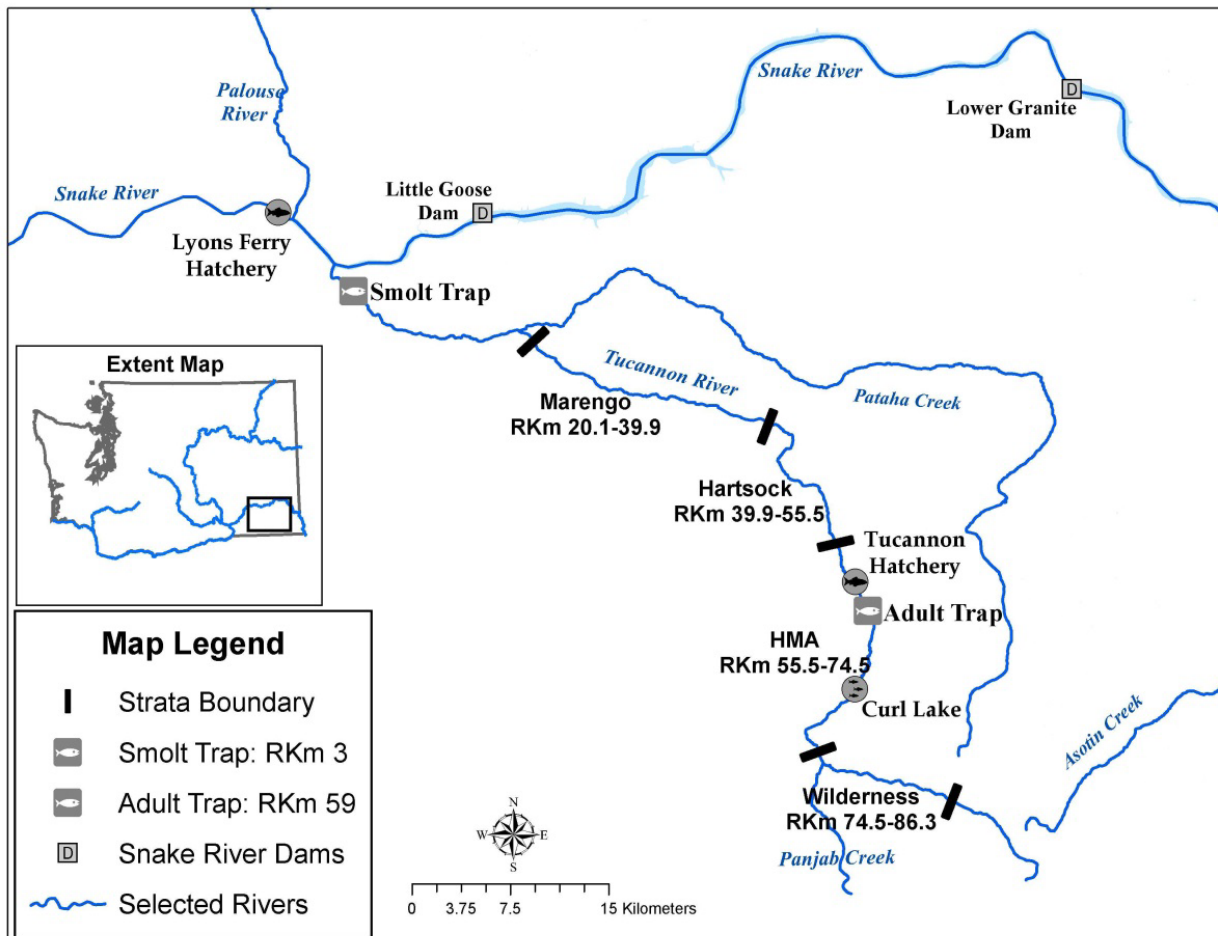 Palouse
River
Snake River
Lower Granite
Dam
D
Snake River
Little Goose
Dam
D
Lyons Ferry
Hatchery
Smolt Trap
Extent Map
Tucannon River
Marengo
RKm 20.1-39.9
Pataha Creek
Hartsock
RKm 39.9-55.5
Tucannon
Hatchery
Adult Trap
HMA
RKm 55.5-74.5
Curl Lake
Asotin Creek
Wilderness
RKm 74.5-86.3
Panjab Creek
Map Legend
Strata Boundary
Smolt Trap: RKm 3
Adult Trap: RKm 59
D Snake River Dams
Selected Rivers
N
W E
S
0 3.75 7.5 15 Kilometers